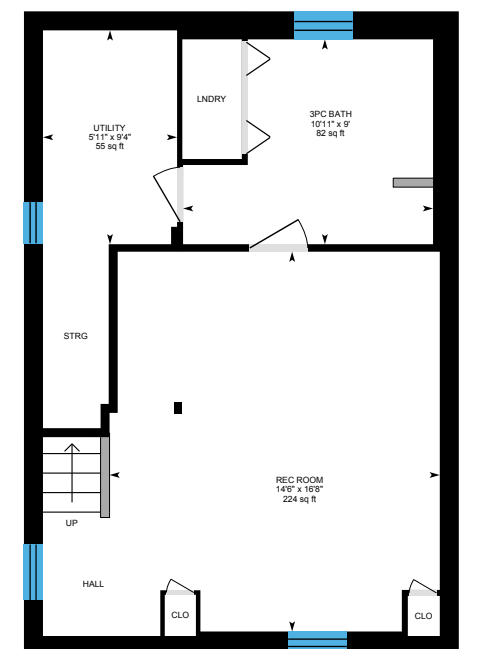 LNDRY
3PC BATH
10'11" x 9'
82 sq ft
UTILITY
5'11" x 9'4"
55 sq ft
STRG
REC ROOM
14'6" x 16'8"
224 sq ft
UP
HALL
CLO
CLO